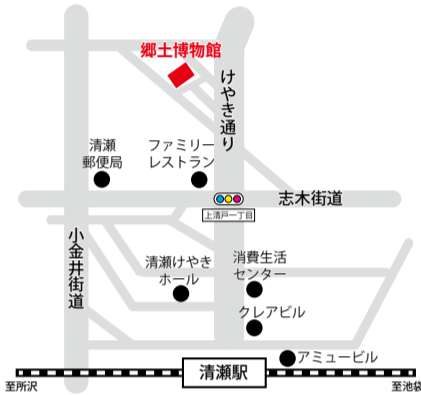 郷土博物館
けやき通り
清瀬
郵便局
ファミリー
レストラン
志木街道
上清戸一丁目
小金井街道
清瀬けやき
ホール
消費生活
センター
クレアビル
アミュービル
清瀬駅
至所沢
至池袋